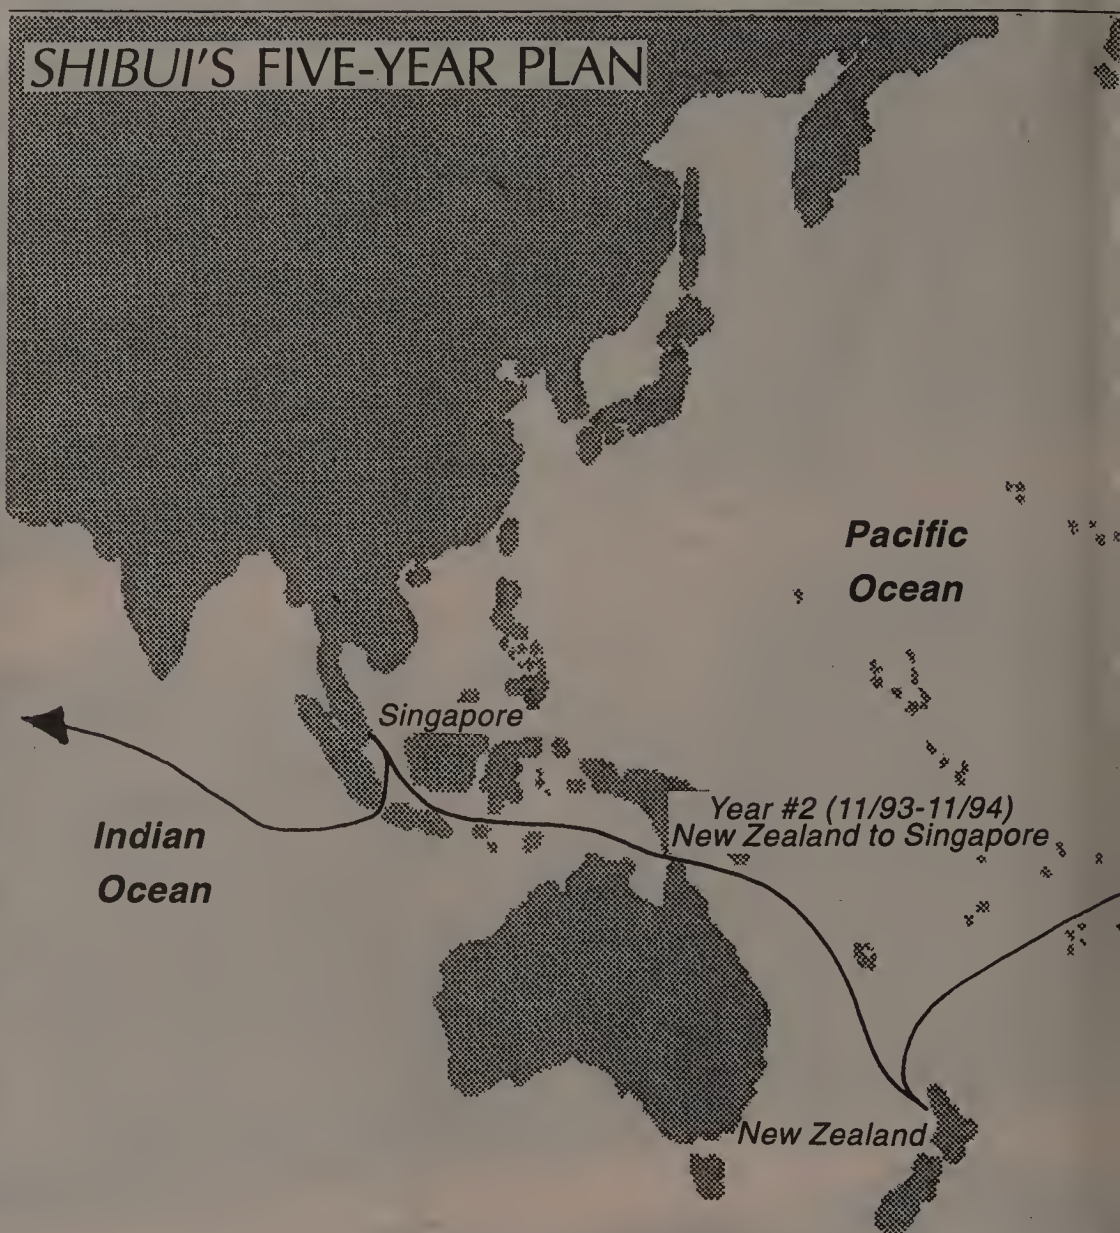 SHIBUI'S FIVE-YEAR PLAN
Pacific
Ocean
Singapore
Year #2 (11/93-11/94)
New Zealand to Singapore
Indian
Ocean
New Zealand